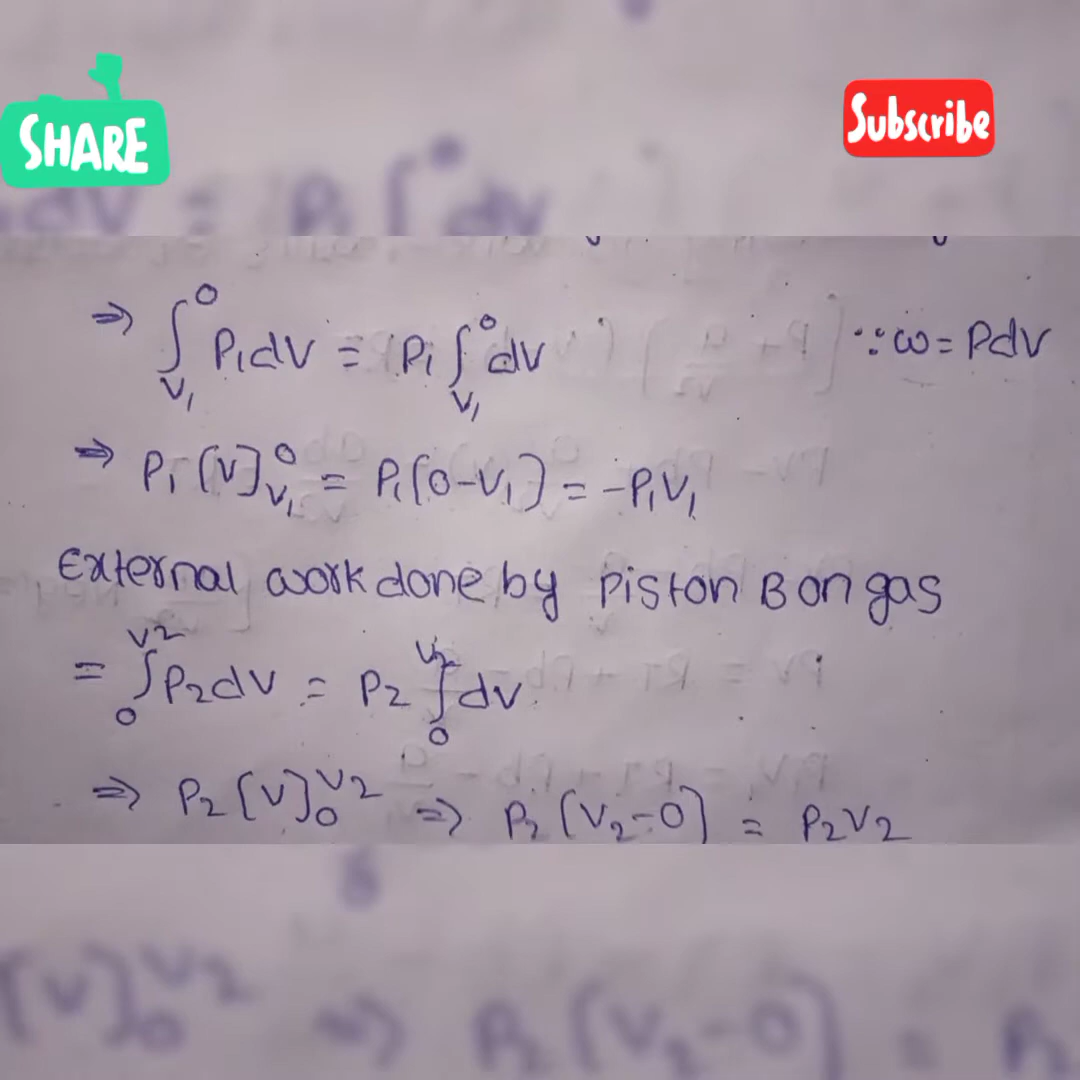 SHARE
Subscribe
⇒ ∫_{V₁}^{0} P₁dV = P₁ ∫_{V₁}^{0} dV ∵ω = PdV
⇒ P₁ [V]_{V₁}^{0} = P₁[0-V₁] = -P₁V₁
External work done by Piston B on gas
= ∫_{0}^{V2} P₂dV = P₂ ∫_{0}^{V₂} dV
⇒ P₂ [V]_{0}^{V2} ⇒ P₂ [V₂-0] = P₂V₂